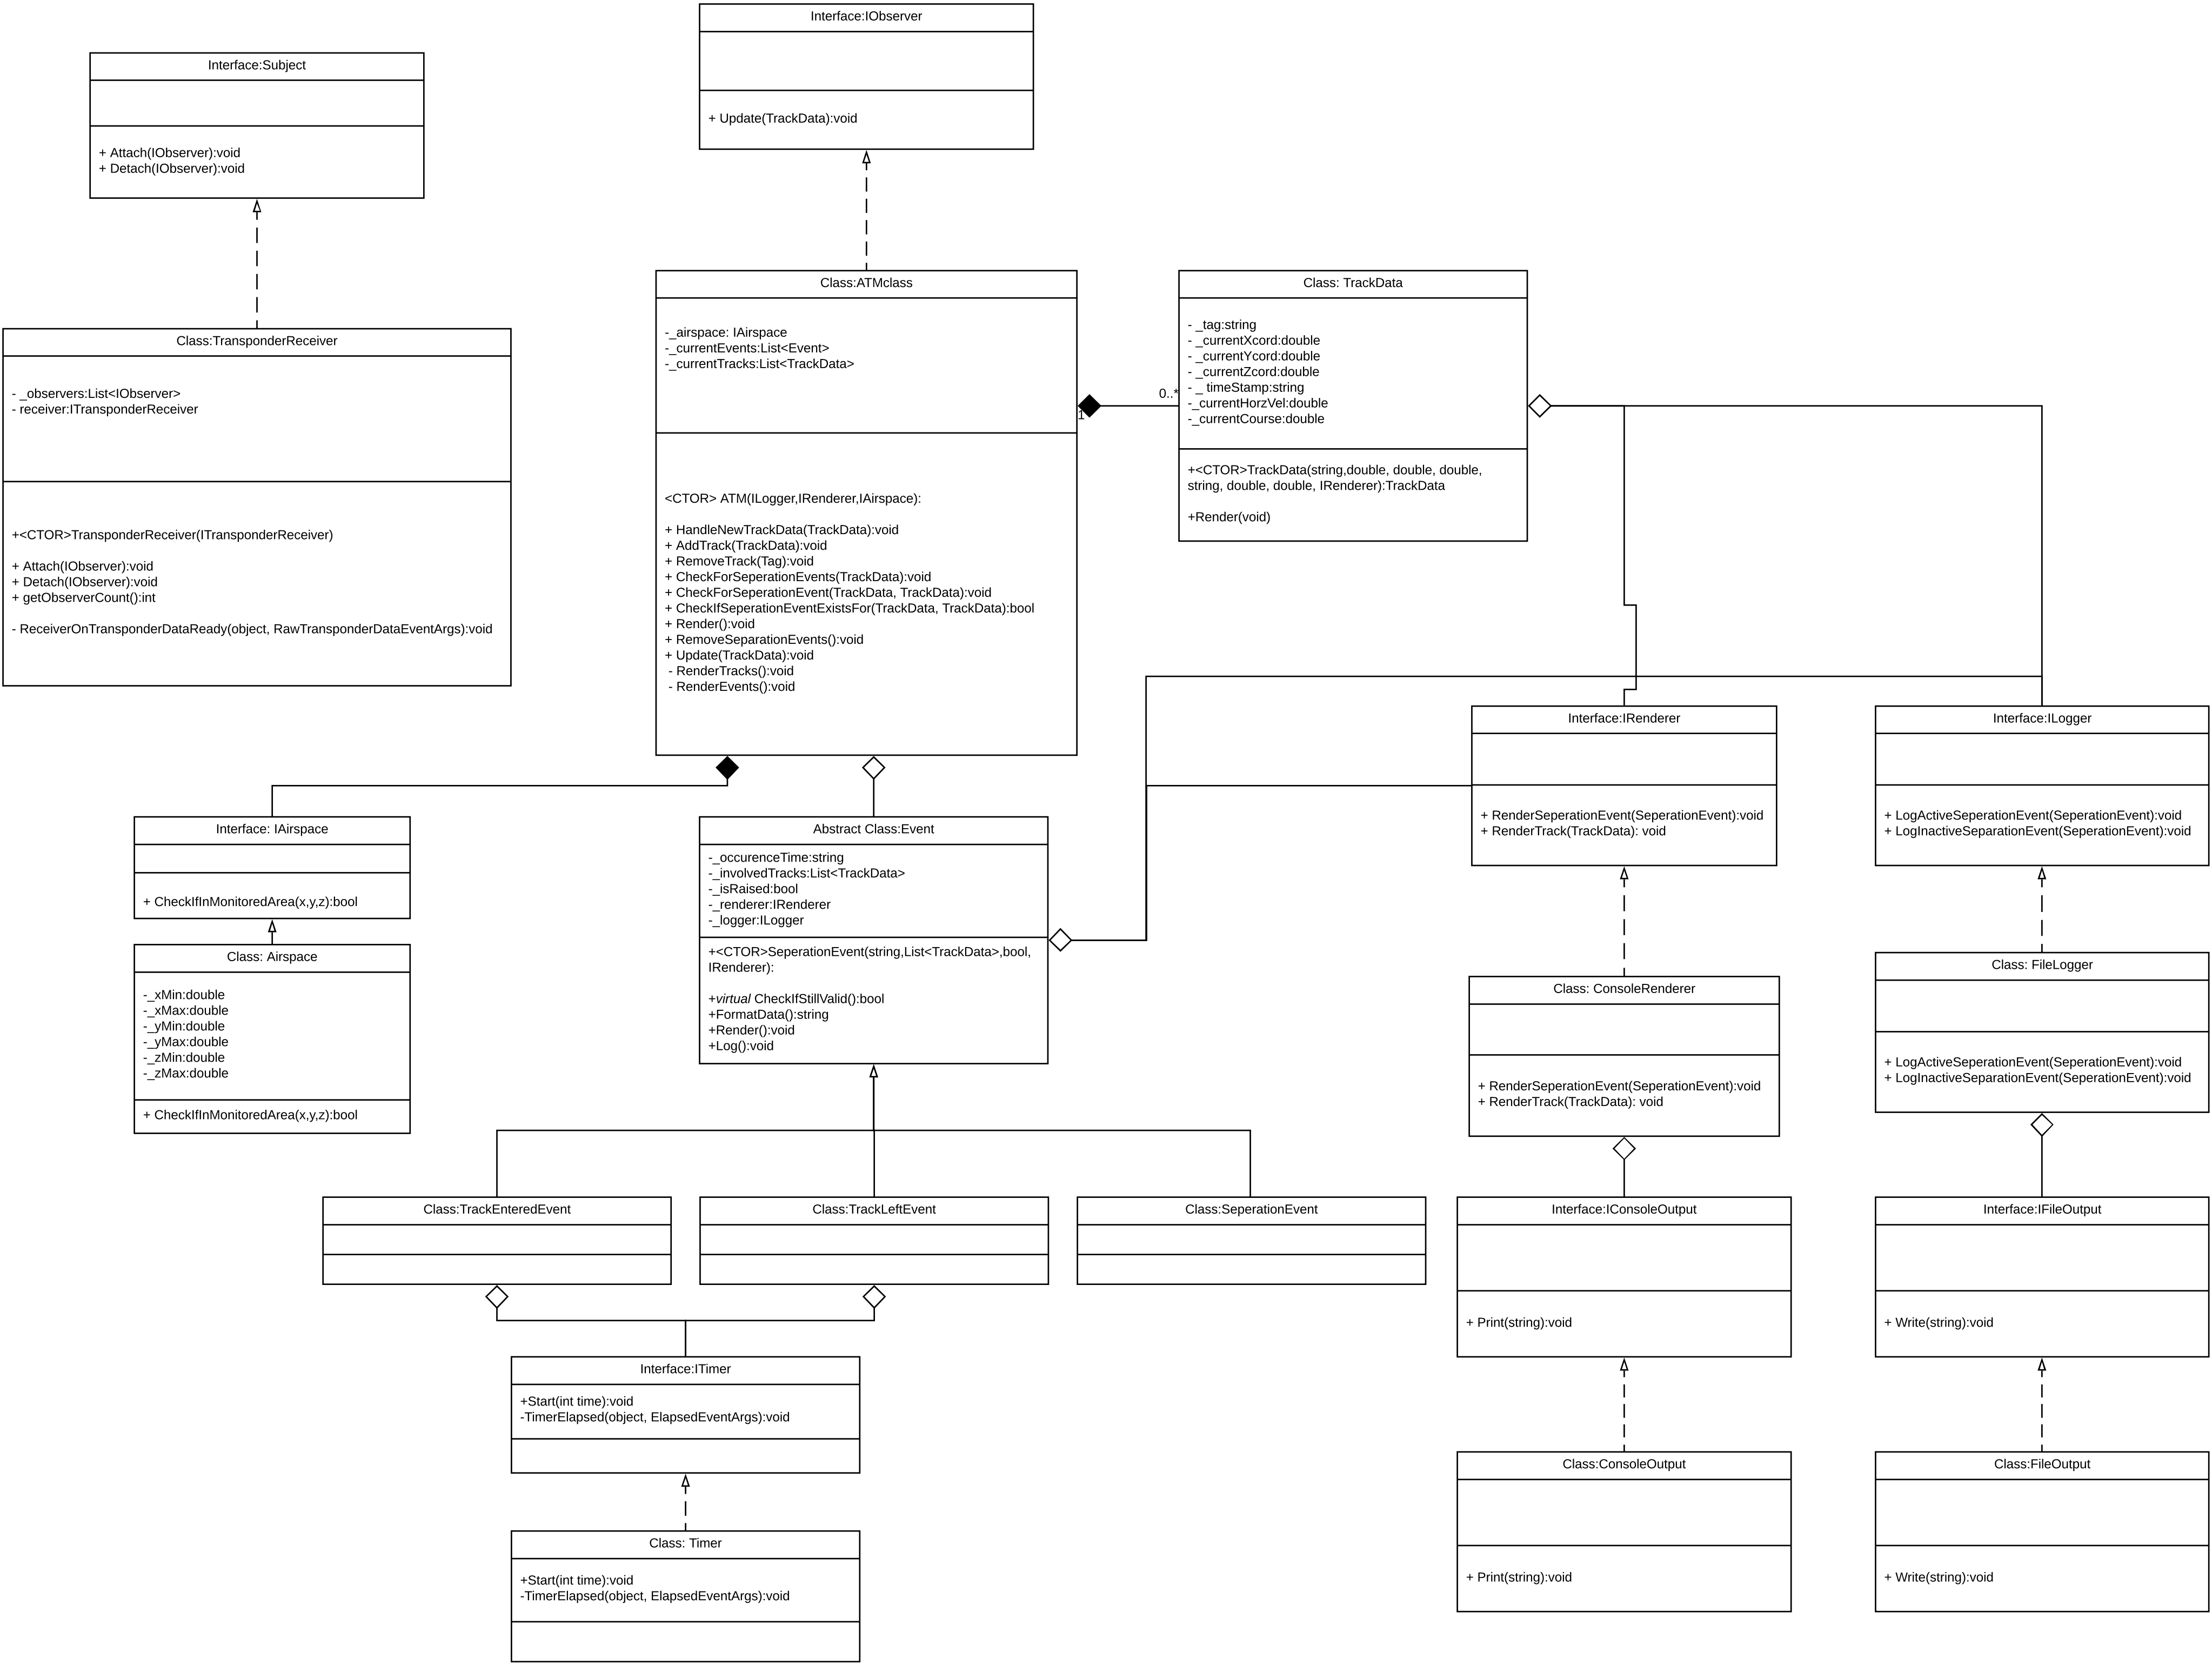 Interface:IObserver
+ Update(TrackData):void
Interface:Subject
+ Attach(IObserver):void
+ Detach(IObserver):void
Class:TransponderReceiver
- _observers:List<IObserver>
- receiver:ITransponderReceiver
+<CTOR>TransponderReceiver(ITransponderReceiver)
+ Attach(IObserver):void
+ Detach(IObserver):void
+ getObserverCount():int
- ReceiverOnTransponderDataReady(object, RawTransponderDataEventArgs):void
Class:ATMclass
-_airspace: IAirspace
-_currentEvents:List<Event>
-_currentTracks:List<TrackData>
<CTOR> ATM(ILogger,IRenderer,IAirspace):
+ HandleNewTrackData(TrackData):void
+ AddTrack(TrackData):void
+ RemoveTrack(Tag):void
+ CheckForSeperationEvents(TrackData):void
+ CheckForSeperationEvent(TrackData, TrackData):void
+ CheckIfSeperationEventExistsFor(TrackData, TrackData):bool
+ Render():void
+ RemoveSeparationEvents():void
+ Update(TrackData):void
- RenderTracks():void
- RenderEvents():void
1
0..*
Class: TrackData
- _tag:string
- _currentXcord:double
- _currentYcord:double
- _currentZcord:double
- _ timeStamp:string
-_currentHorzVel:double
-_currentCourse:double
+<CTOR>TrackData(string,double, double, double,
string, double, double, IRenderer):TrackData
+Render(void)
Interface:IRenderer
+ RenderSeperationEvent(SeperationEvent):void
+ RenderTrack(TrackData): void
Interface:ILogger
+ LogActiveSeperationEvent(SeperationEvent):void
+ LogInactiveSeparationEvent(SeperationEvent):void
Interface: IAirspace
+ CheckIfInMonitoredArea(x,y,z):bool
Class: Airspace
-_xMin:double
-_xMax:double
-_yMin:double
-_yMax:double
-_zMin:double
-_zMax:double
+ CheckIfInMonitoredArea(x,y,z):bool
Abstract Class:Event
-_occurenceTime:string
-_involvedTracks:List<TrackData>
-_isRaised:bool
-_renderer:IRenderer
-_logger:ILogger
+<CTOR>SeperationEvent(string,List<TrackData>,bool,
IRenderer):
+virtual CheckIfStillValid():bool
+FormatData():string
+Render():void
+Log():void
Class: ConsoleRenderer
+ RenderSeperationEvent(SeperationEvent):void
+ RenderTrack(TrackData): void
Class: FileLogger
+ LogActiveSeperationEvent(SeperationEvent):void
+ LogInactiveSeparationEvent(SeperationEvent):void
Class:TrackEnteredEvent
Class:TrackLeftEvent
Class:SeperationEvent
Interface:IConsoleOutput
+ Print(string):void
Interface:IFileOutput
+ Write(string):void
Interface:ITimer
+Start(int time):void
-TimerElapsed(object, ElapsedEventArgs):void
Class: Timer
+Start(int time):void
-TimerElapsed(object, ElapsedEventArgs):void
Class:ConsoleOutput
+ Print(string):void
Class:FileOutput
+ Write(string):void